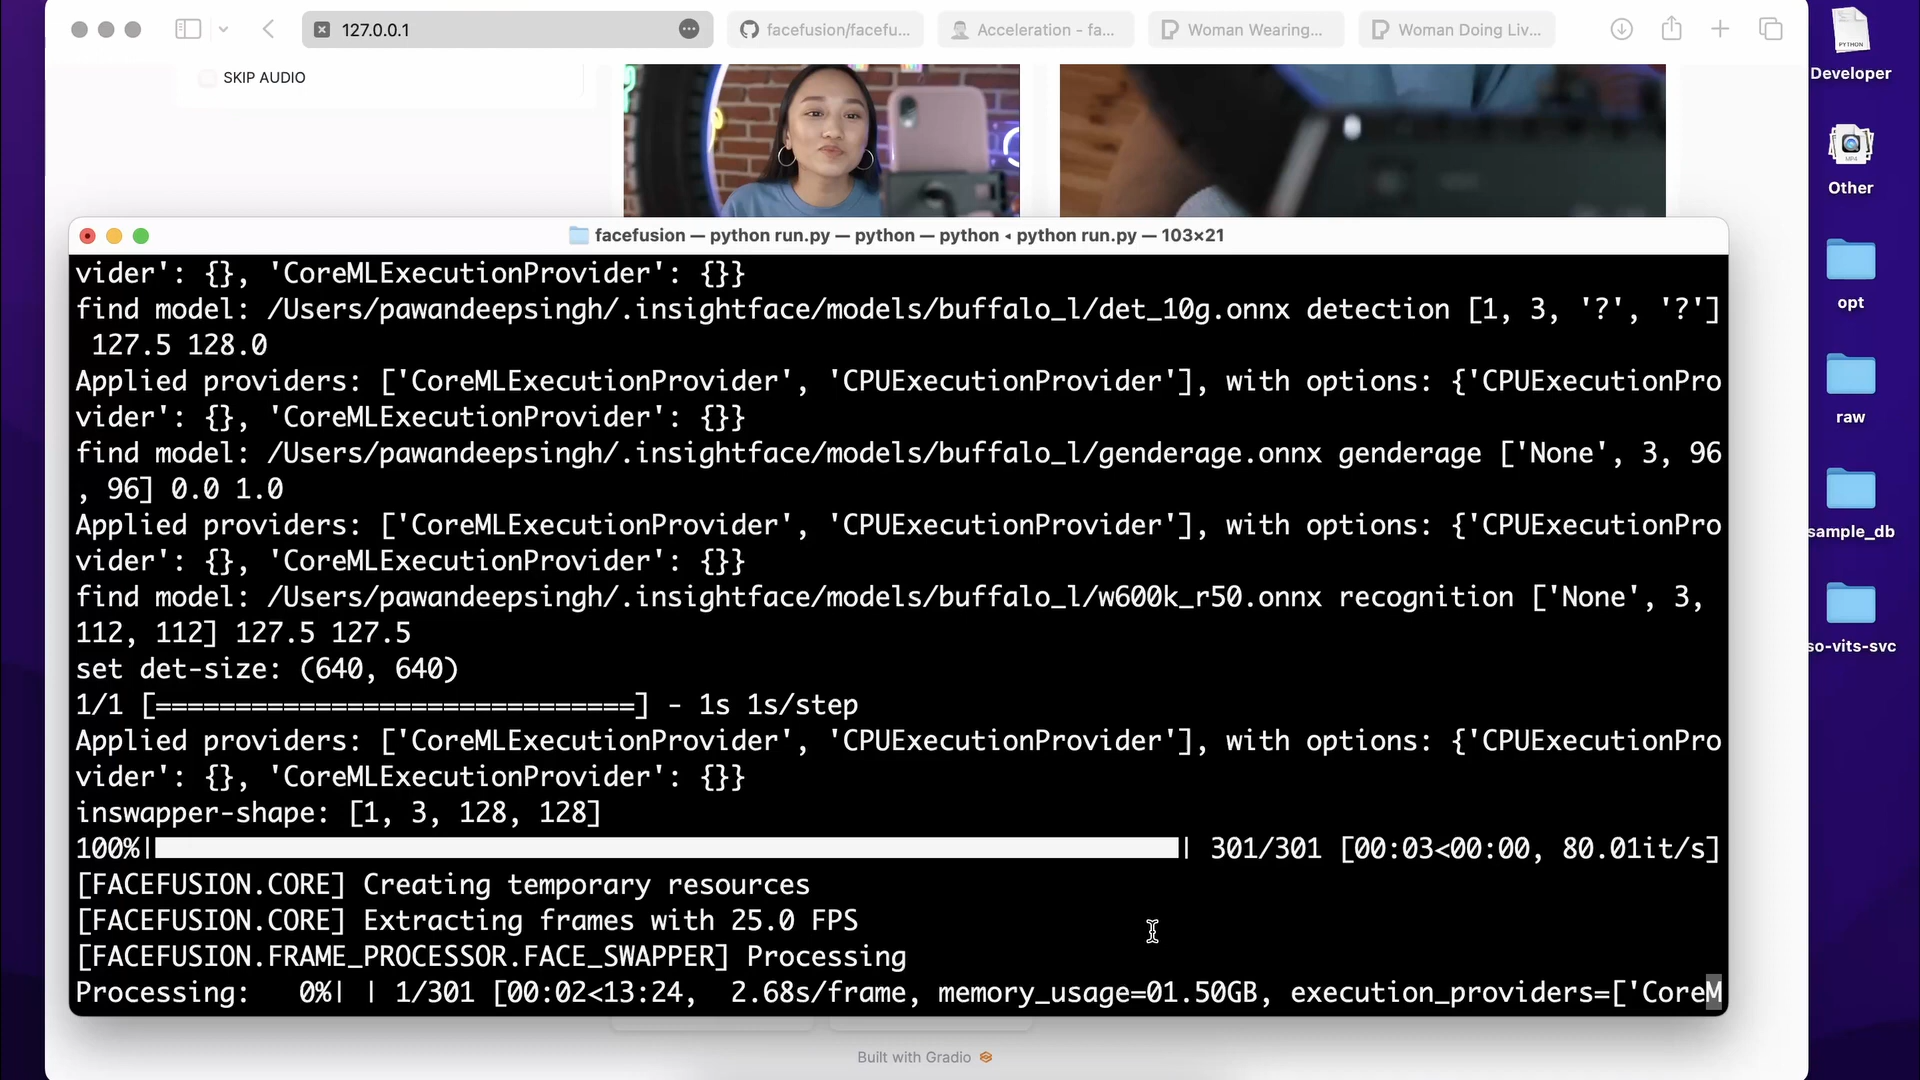 127.0.0.1
facefusion/facefu...
Acceleration - fa...
Woman Wearing...
Woman Doing Liv...
PYTHON
Developer
SKIP AUDIO
MP4
Other
facefusion — python run.py — python — python ◂ python run.py — 103×21
vider': {}, 'CoreMLExecutionProvider': {}}
find model: /Users/pawandeepsingh/.insightface/models/buffalo_l/det_10g.onnx detection [1, 3, '?', '?']
127.5 128.0
Applied providers: ['CoreMLExecutionProvider', 'CPUExecutionProvider'], with options: {'CPUExecutionPro
vider': {}, 'CoreMLExecutionProvider': {}}
find model: /Users/pawandeepsingh/.insightface/models/buffalo_l/genderage.onnx genderage ['None', 3, 96
, 96] 0.0 1.0
Applied providers: ['CoreMLExecutionProvider', 'CPUExecutionProvider'], with options: {'CPUExecutionPro
vider': {}, 'CoreMLExecutionProvider': {}}
find model: /Users/pawandeepsingh/.insightface/models/buffalo_l/w600k_r50.onnx recognition ['None', 3,
112, 112] 127.5 127.5
set det-size: (640, 640)
1/1 [==============================] - 1s 1s/step
Applied providers: ['CoreMLExecutionProvider', 'CPUExecutionProvider'], with options: {'CPUExecutionPro
vider': {}, 'CoreMLExecutionProvider': {}}
inswapper-shape: [1, 3, 128, 128]
100%| | 301/301 [00:03<00:00, 80.01it/s]
[FACEFUSION.CORE] Creating temporary resources
[FACEFUSION.CORE] Extracting frames with 25.0 FPS
[FACEFUSION.FRAME_PROCESSOR.FACE_SWAPPER] Processing
Processing:   0%| | 1/301 [00:02<13:24,  2.68s/frame, memory_usage=01.50GB, execution_providers=['CoreM
opt
raw
sample_db
so-vits-svc
Built with Gradio